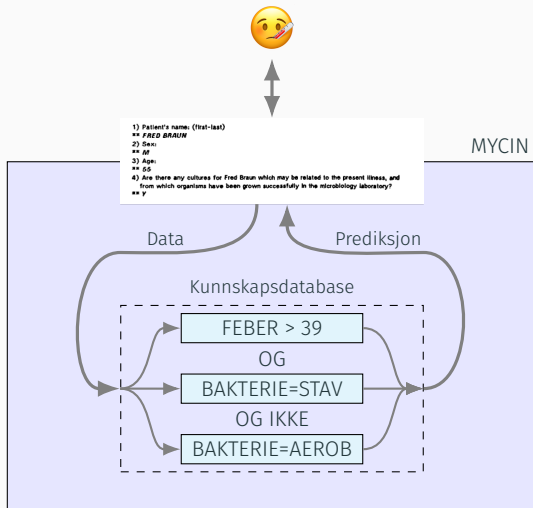 1) Patient's name: (first-last)
** FRED BRAUN
2) Sex:
** M
3) Age:
** 55
4) Are there any cultures for Fred Braun which may be related to the present illness, and
from which organisms have been grown successfully in the microbiology laboratory?
** Y
MYCIN
Data
Prediksjon
Kunnskapsdatabase
FEBER > 39
OG
BAKTERIE=STAV
OG IKKE
BAKTERIE=AEROB